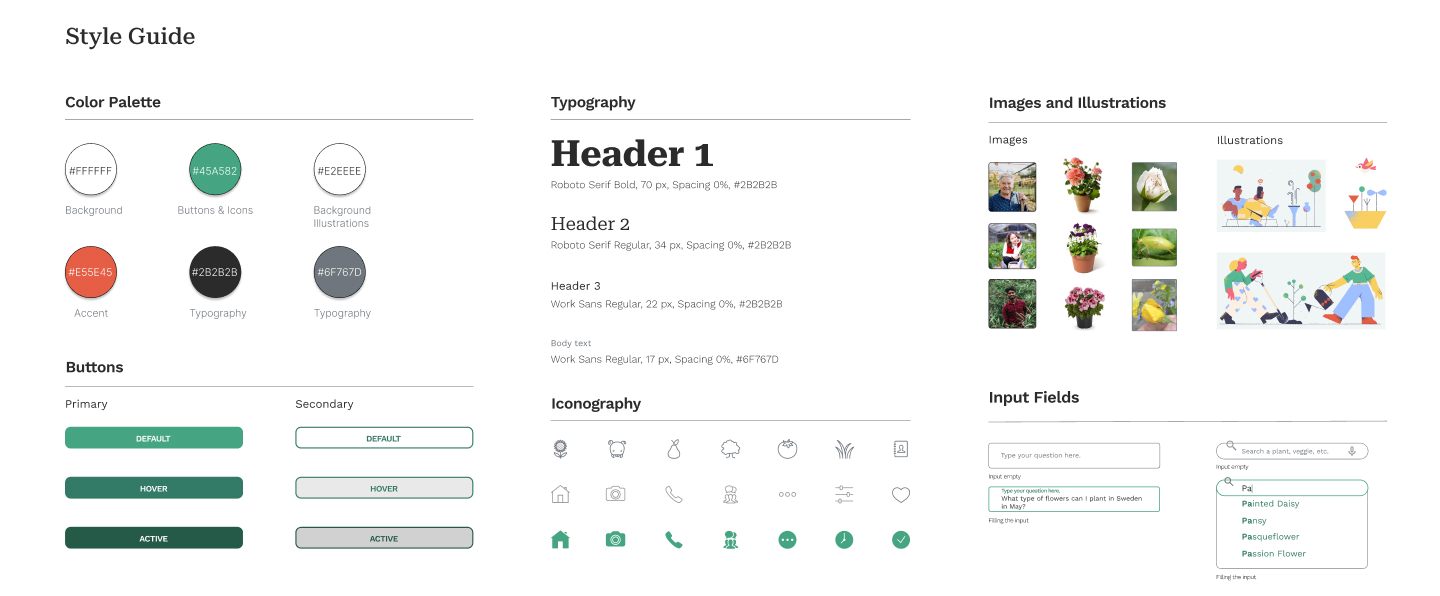 Style Guide
Color Palette
#FFFFFF
#45A582
#E2EEEE
Background
Buttons & Icons
Background
Illustrations
#E55E45
#2B2B2B
#6F767D
Accent
Typography
Typography
Buttons
Primary
Secondary
DEFAULT
DEFAULT
HOVER
HOVER
ACTIVE
ACTIVE
Typography
Header 1
Roboto Serif Bold, 70 px, Spacing 0%, #2B2B2B
Header 2
Roboto Serif Regular, 34 px, Spacing 0%, #2B2B2B
Header 3
Work Sans Regular, 22 px, Spacing 0%, #2B2B2B
Body text
Work Sans Regular, 17 px, Spacing 0%, #6F767D
Iconography
Images and Illustrations
Images
Illustrations
Input Fields
Type your question here.
Input empty
Type your question here.
What type of flowers can I plant in Sweden
in May?
Filling the input
Search a plant, veggie, etc.
Input empty
Pa
Painted Daisy
Pansy
Pasqueflower
Passion Flower
Filling the input